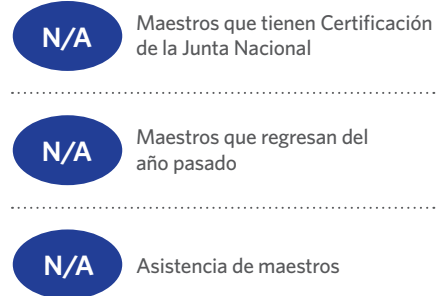 N/A
Maestros que tienen Certificación
de la Junta Nacional
N/A
Maestros que regresan del
año pasado
N/A
Asistencia de maestros